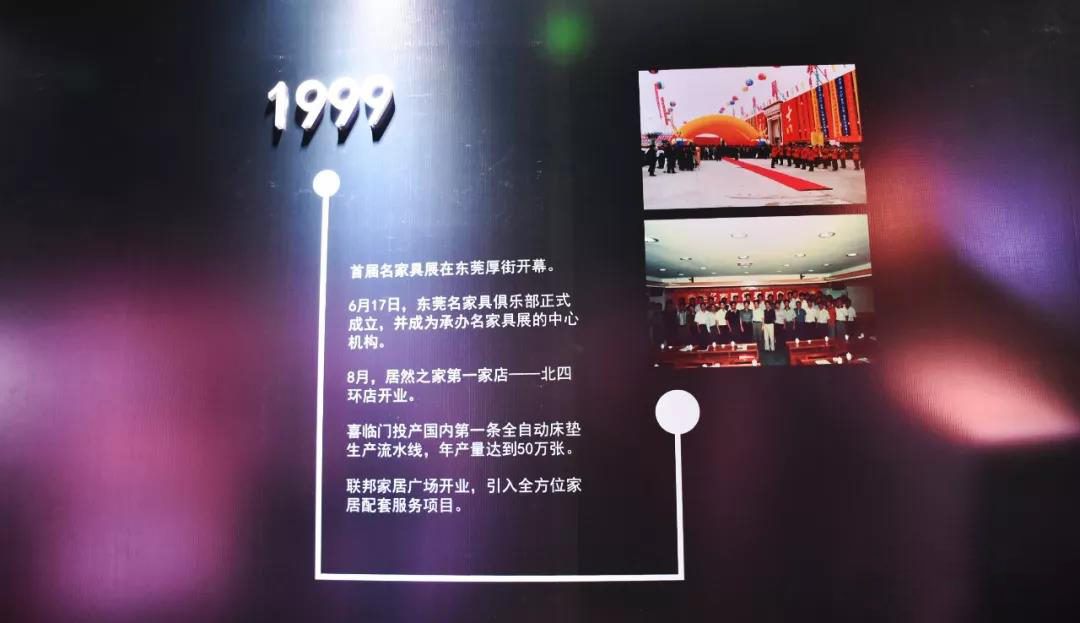 1999
首届名家具展在东莞厚街开幕。
6月17日，东莞名家具俱乐部正式
成立，并成为承办名家具展的中心
机构。
8月，居然之家第一家店——北四
环店开业。
喜临门投产国内第一条全自动床垫
生产流水线，年产量达到50万张。
联邦家居广场开业，引入全方位家
居配套服务项目。